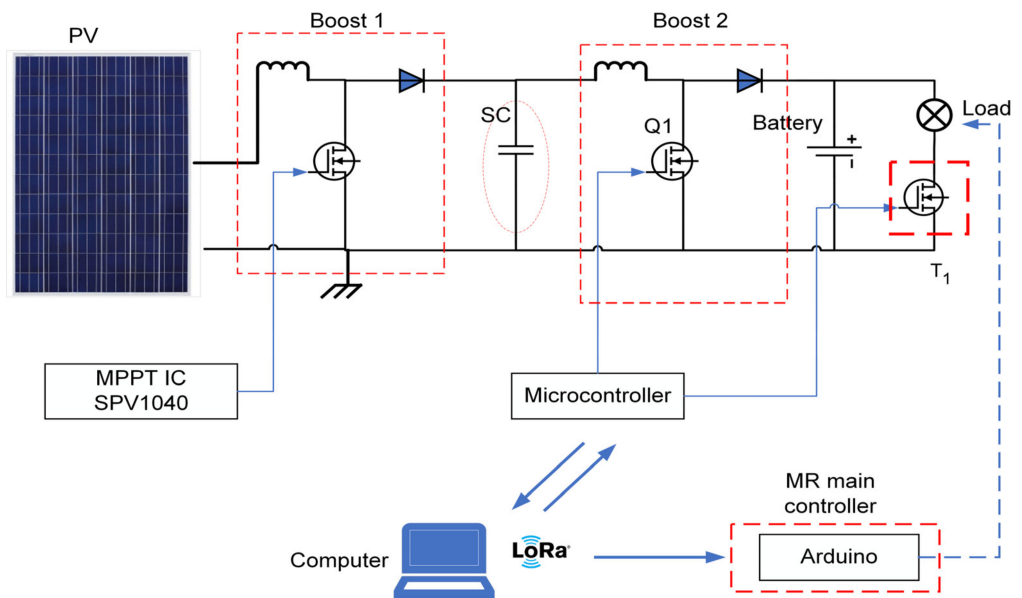 PV
Boost 1
Boost 2
SC
Q1
Battery
+
-
Load
T1
MPPT IC
SPV1040
Microcontroller
MR main
controller
Computer
LoRa®
Arduino